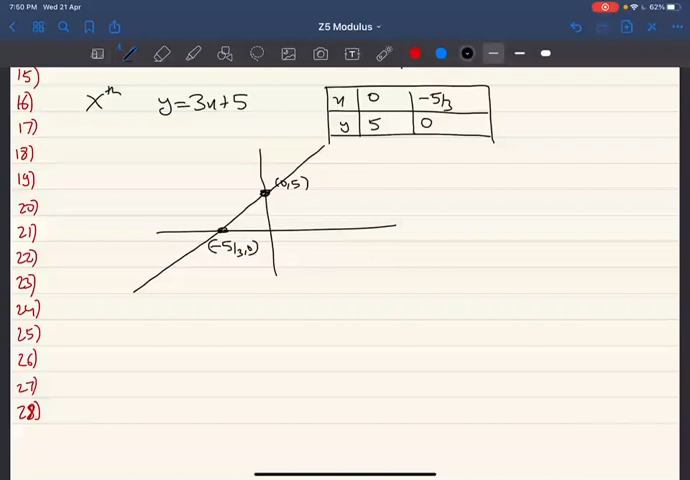 7:50 PM Wed 21 Apr
62%
Z5 Modulus
T
15)
16) Xth y=3x+5
x 0 -5/3
17)
y 5 0
18)
19) (0,5)
20)
21)
(-5/3,0)
22)
23)
24)
25)
26)
27)
28)